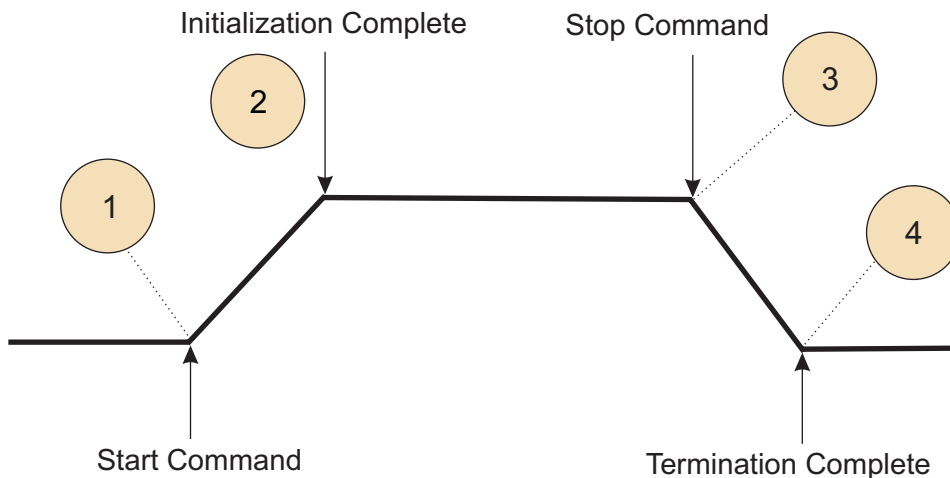 Initialization Complete
Stop Command
2
3
1
4
Start Command
Termination Complete